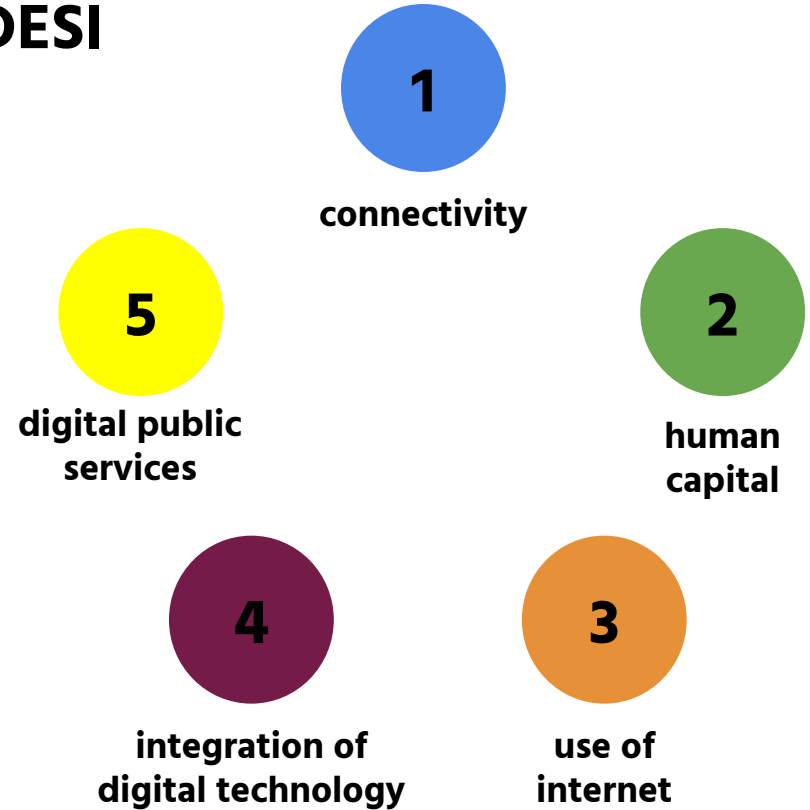 DESI
1
connectivity
5
2
digital public
services
human
capital
4
3
integration of
digital technology
use of
internet